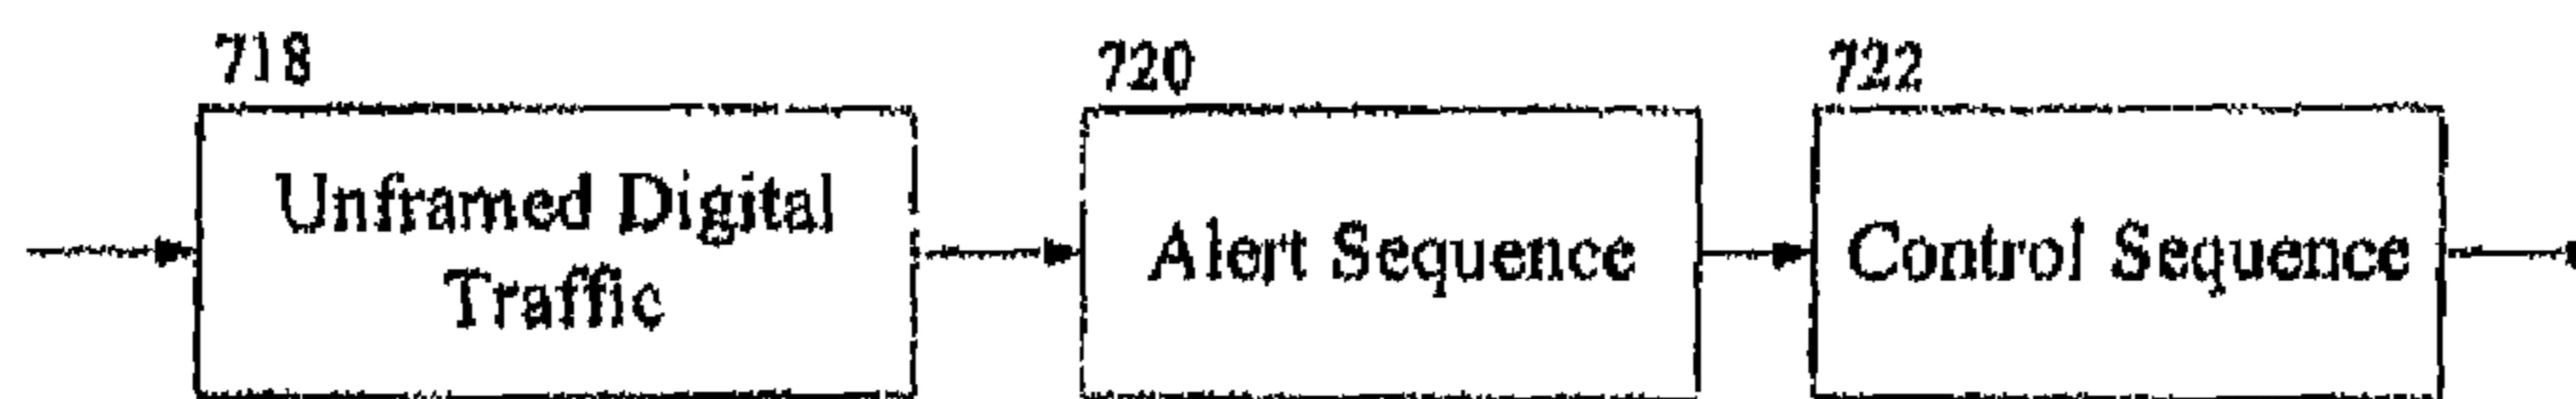 718
720
722
Unframed Digital
Traffic
Alert Sequence
Control Sequence